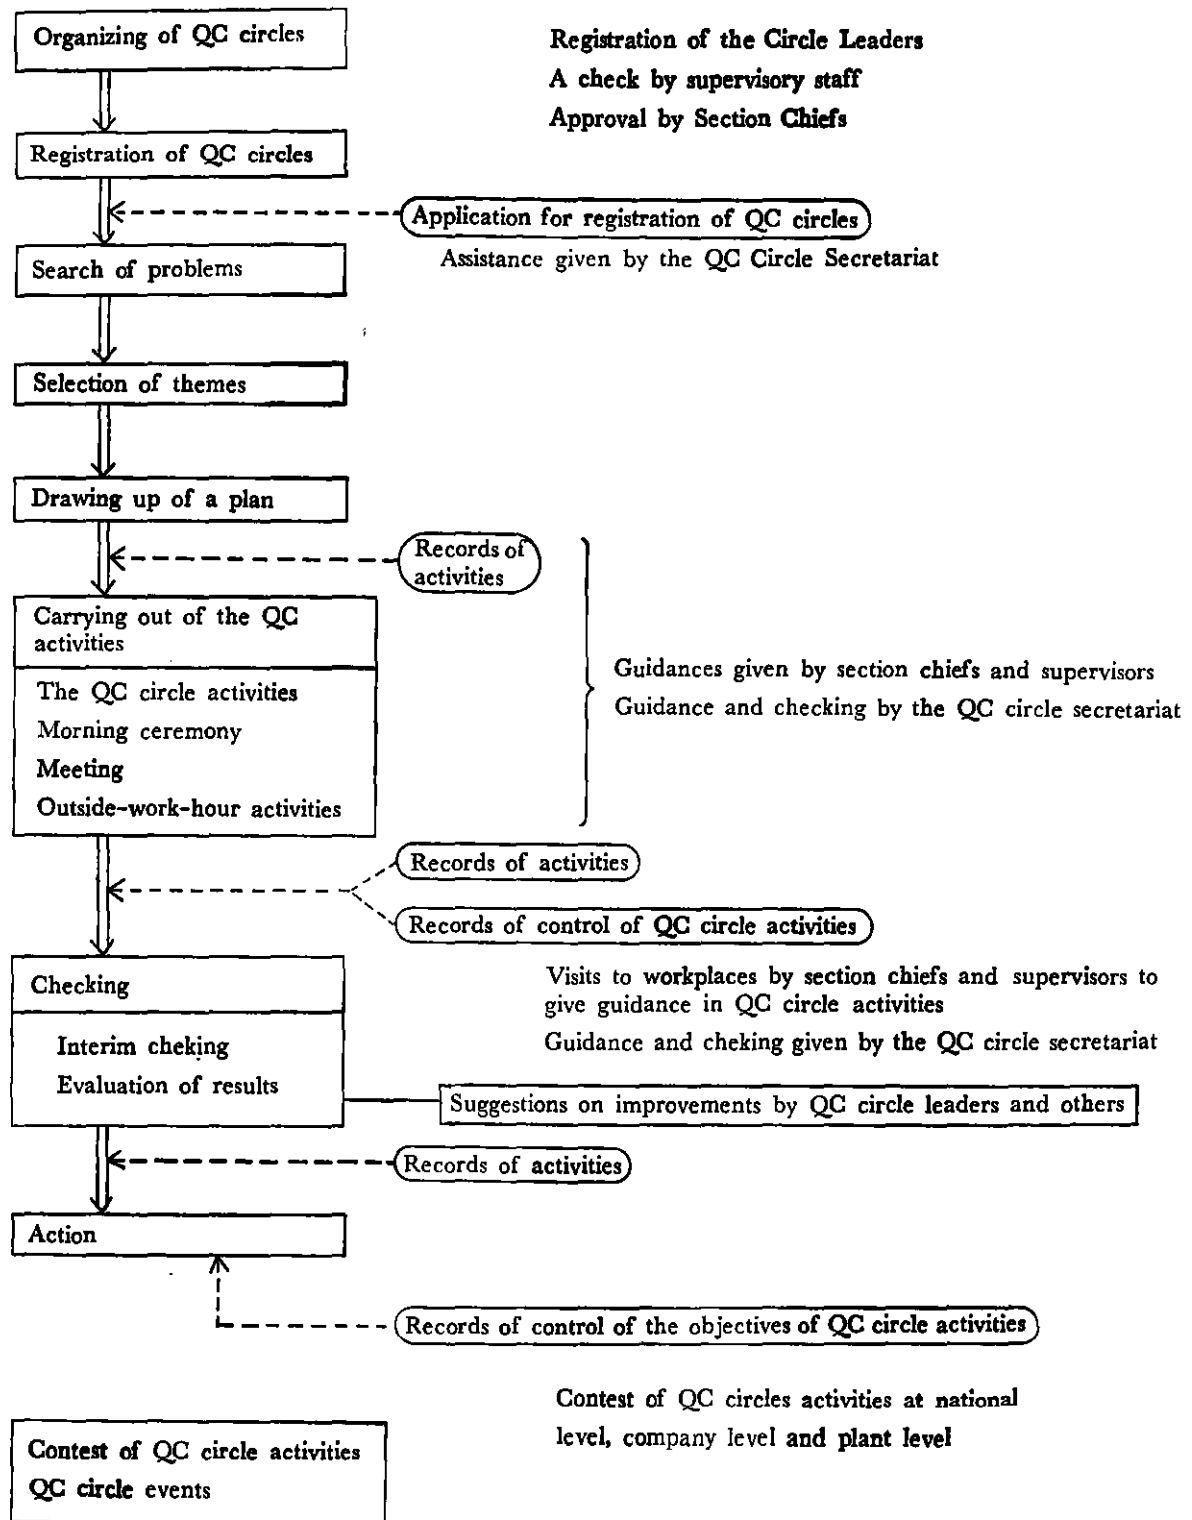 Organizing of QC circles
Registration of the Circle Leaders
A check by supervisory staff
Approval by Section Chiefs
Registration of QC circles
Application for registration of QC circles
Assistance given by the QC Circle Secretariat
Search of problems
Selection of themes
Drawing up of a plan
Records of
activities
Carrying out of the QC
activities
The QC circle activities
Morning ceremony
Meeting
Outside-work-hour activities
Guidances given by section chiefs and supervisors
Guidance and checking by the QC circle secretariat
Records of activities
Records of control of QC circle activities
Checking
Interim cheking
Evaluation of results
Visits to workplaces by section chiefs and supervisors to
give guidance in QC circle activities
Guidance and cheking given by the QC circle secretariat
Suggestions on improvements by QC circle leaders and others
Records of activities
Action
Records of control of the objectives of QC circle activities
Contest of QC circles activities at national
level, company level and plant level
Contest of QC circle activities
QC circle events